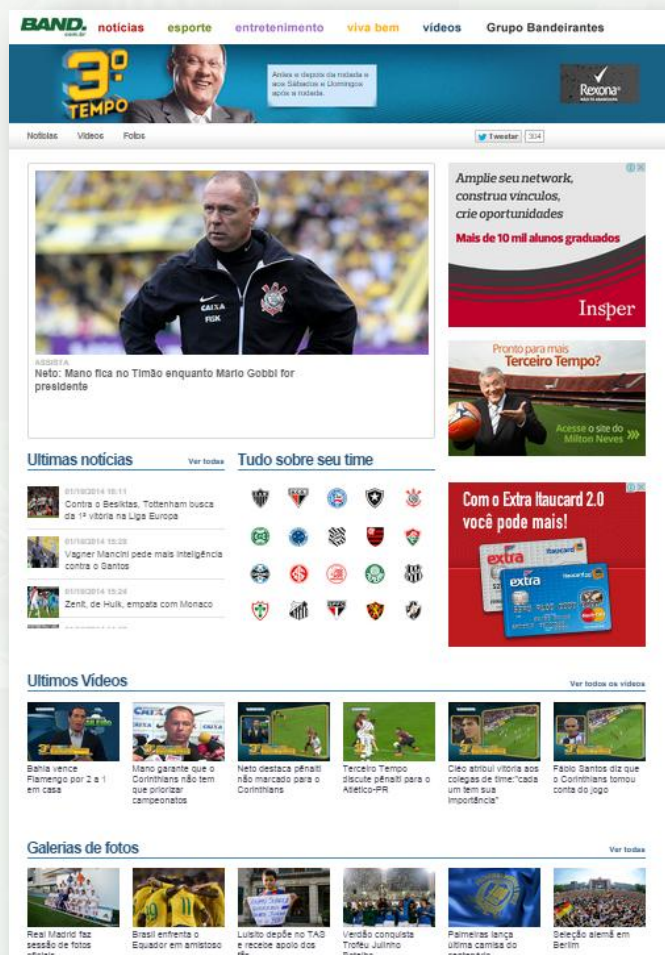 BAND.
.com.br
notícias esporte entretenimento viva bem vídeos Grupo Bandeirantes
3º
TEMPO
Antes e depois da rodada e
aos Sábados e Domingos
após a rodada.
Rexona
Notícias Vídeos Fotos
Tweetar 304
CAIXA
FISK
ASSISTA
Neto: Mano fica no Timão enquanto Mário Gobbi for
presidente
Amplie seu network,
construa vínculos,
crie oportunidades
Mais de 10 mil alunos graduados
Insper
Pronto para mais
Terceiro Tempo?
Acesse o site do
Milton Neves
Ultimas notícias Ver todas
01/10/2014 16:11
Contra o Besiktas, Tottenham busca
da 1ª vitória na Liga Europa
01/10/2014 15:28
Vagner Mancini pede mais inteligência
contra o Santos
01/10/2014 15:24
Zenit, de Hulk, empata com Monaco
Tudo sobre seu time
Com o Extra Itaucard 2.0
você pode mais!
extra
Itaucard
extra
Itaucard
MasterCard
Ultimos Vídeos Ver todos os vídeos
Bahia vence
Flamengo por 2 a 1
em casa
Mano garante que o
Corinthians não tem
que priorizar
campeonatos
Neto destaca pênalti
não marcado para o
Corinthians
Terceiro Tempo
discute pênalti para o
Atlético-PR
Cléo atribui vitória aos
colegas de time:"cada
um tem sua
importância"
Fábio Santos diz que
o Corinthians tomou
conta do jogo
Galerias de fotos Ver todas
Real Madrid faz
sessão de fotos
Brasil enfrenta o
Equador em amistoso
Luisito depõe no TAS
e recebe apoio dos
Verdão conquista
Troféu Julinho
Palmeiras lança
última camisa do
Seleção alemã em
Berlim